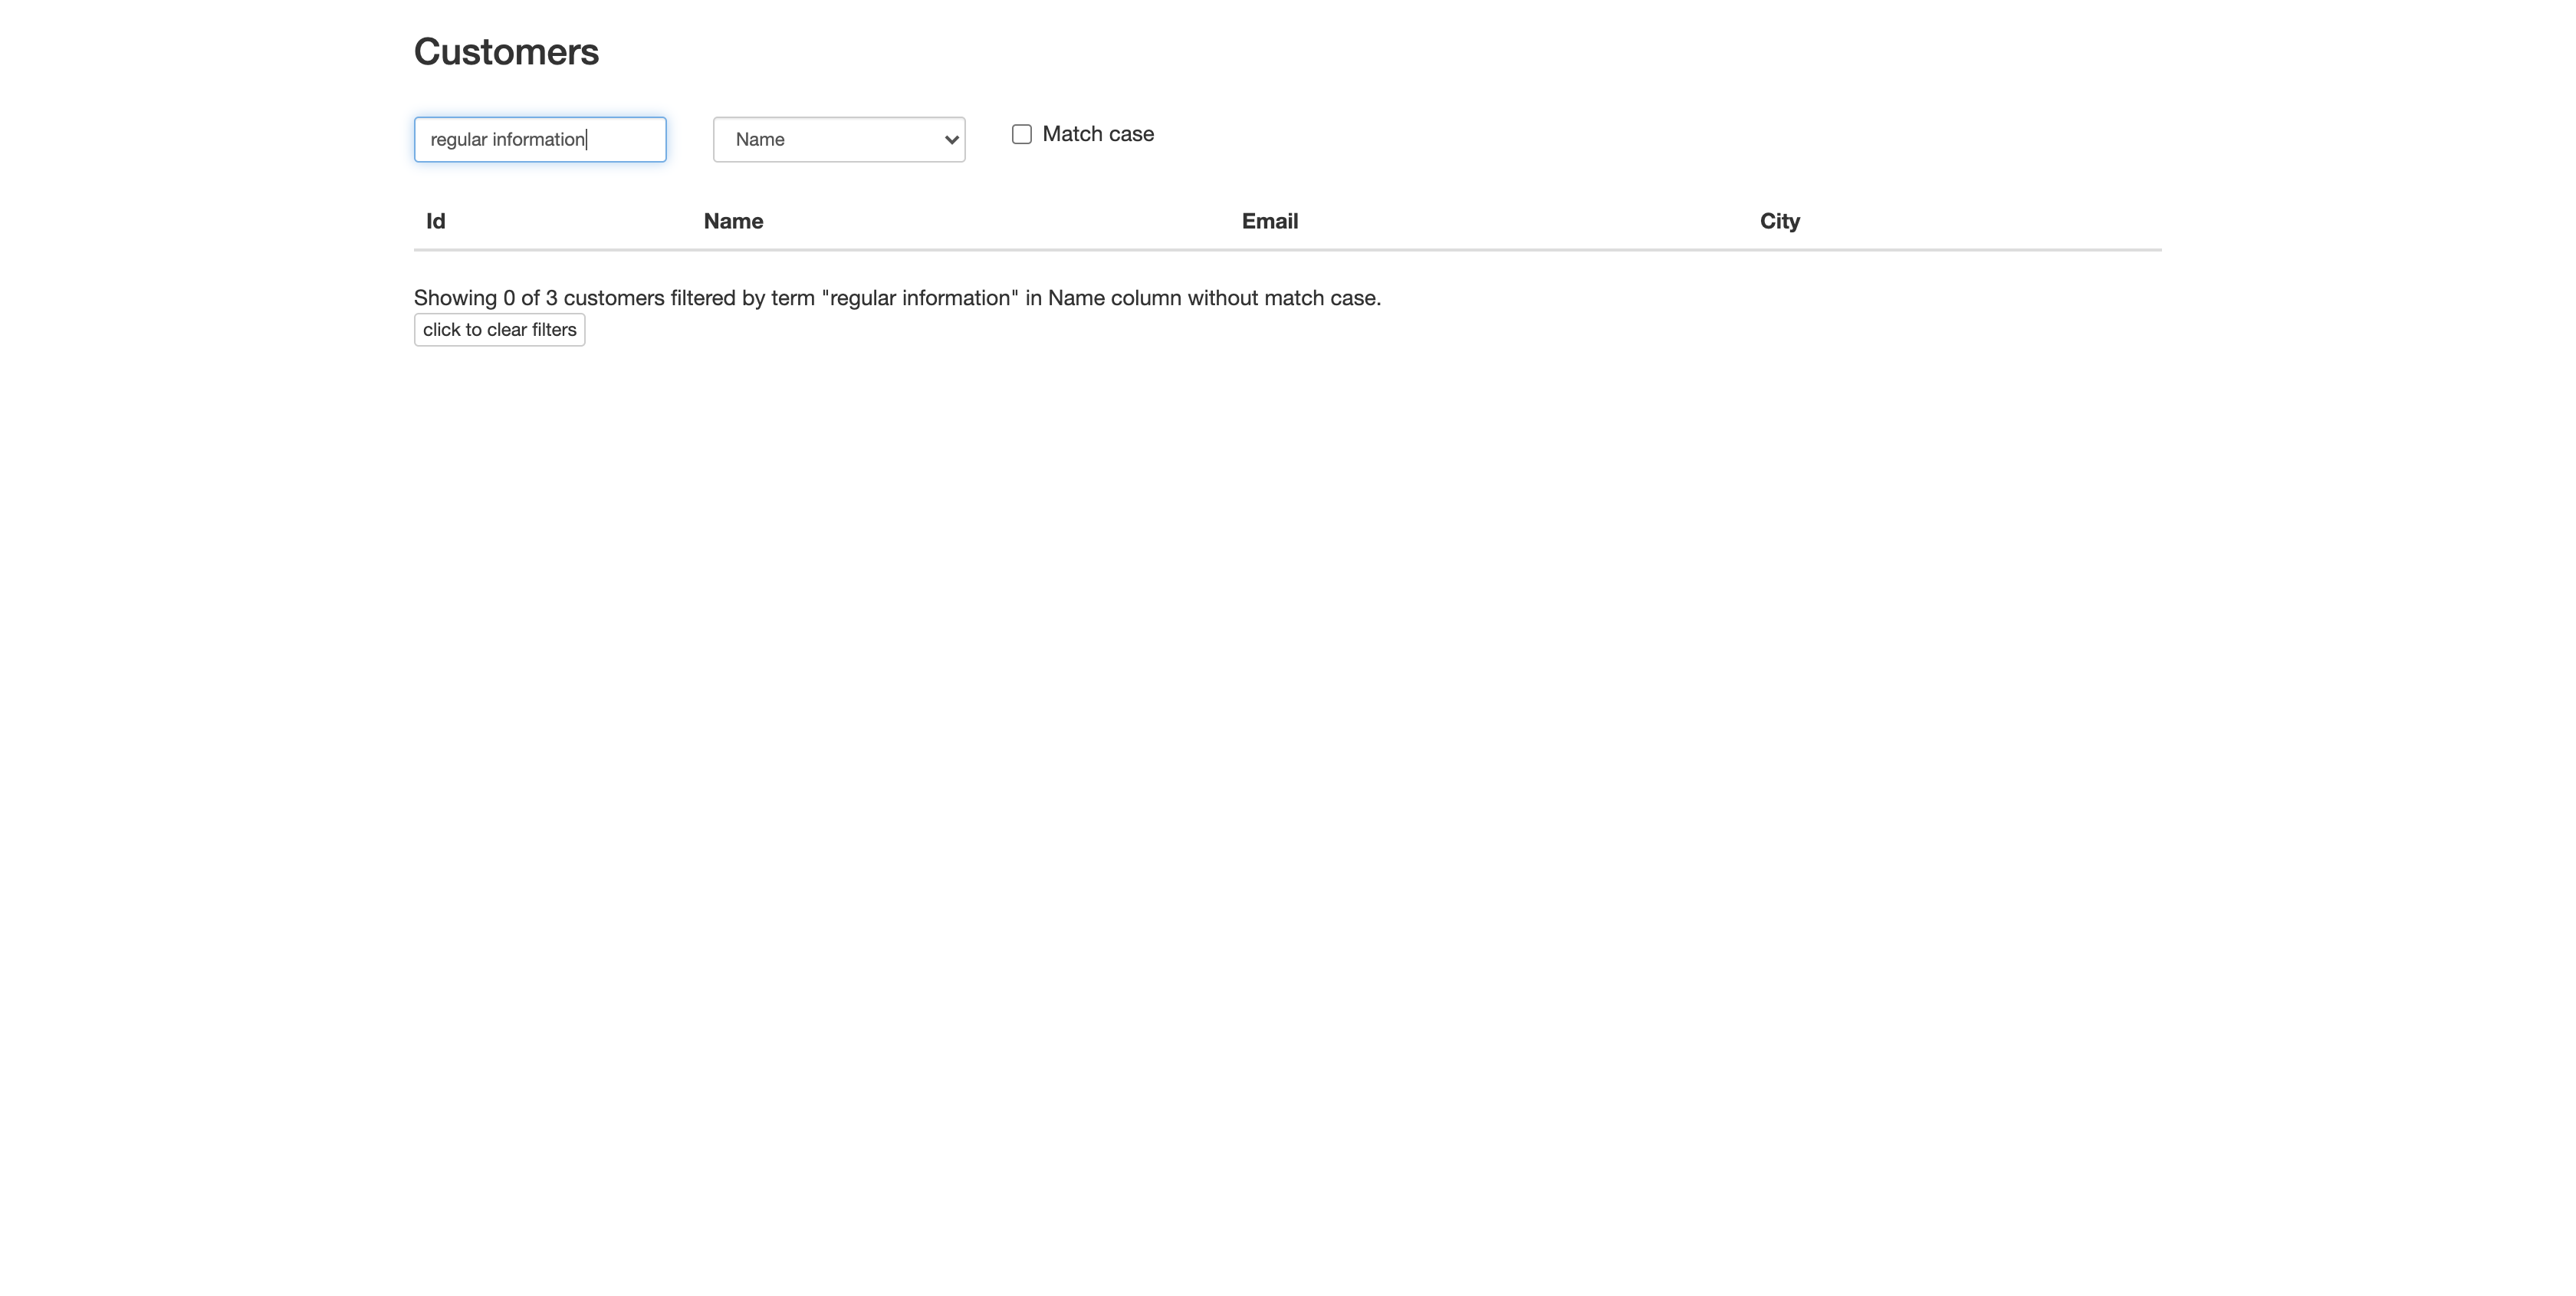 Customers
regular information Name Match case
Id Name Email City
Showing 0 of 3 customers filtered by term "regular information" in Name column without match case.
click to clear filters